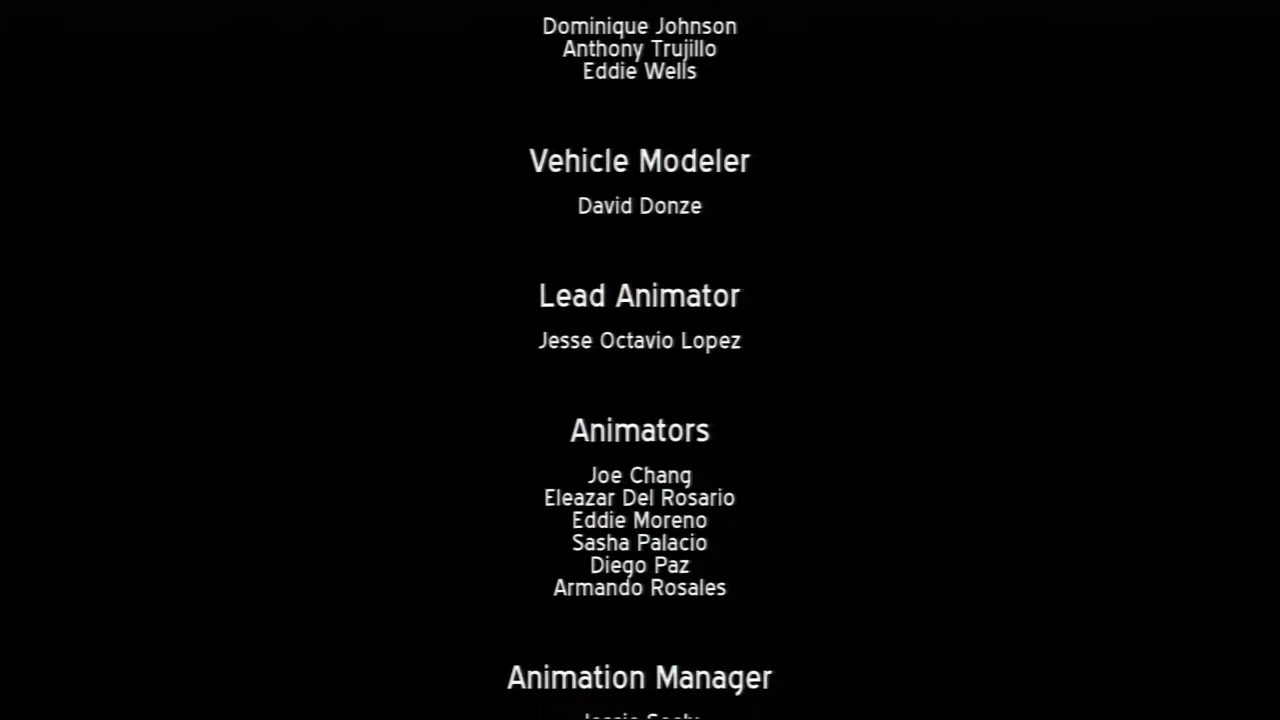 Dominique Johnson
Anthony Trujillo
Eddie Wells
Vehicle Modeler
David Donze
Lead Animator
Jesse Octavio Lopez
Animators
Joe Chang
Eleazar Del Rosario
Eddie Moreno
Sasha Palacio
Diego Paz
Armando Rosales
Animation Manager